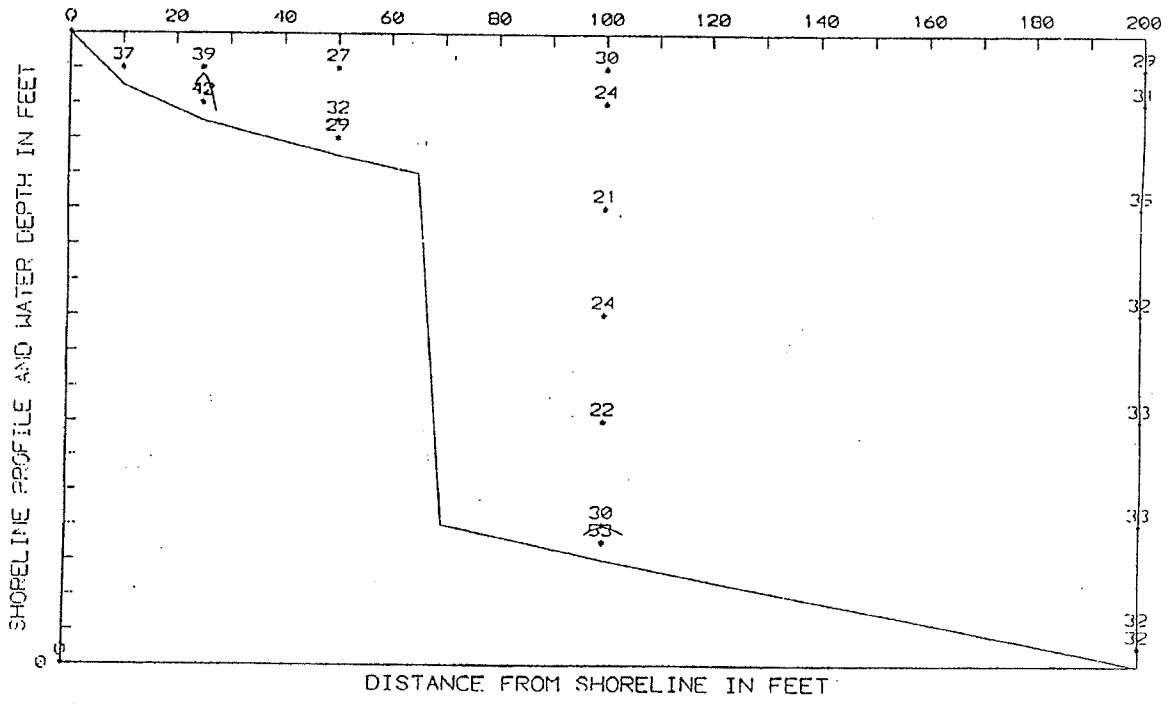 0 20 40 60 80 100 120 140 160 180 200
37 39 27 30 29
42 24 31
32
29
21 35
24 32
22 33
30 33
53
32
32
0
SHORELINE PROFILE AND WATER DEPTH IN FEET
DISTANCE FROM SHORELINE IN FEET